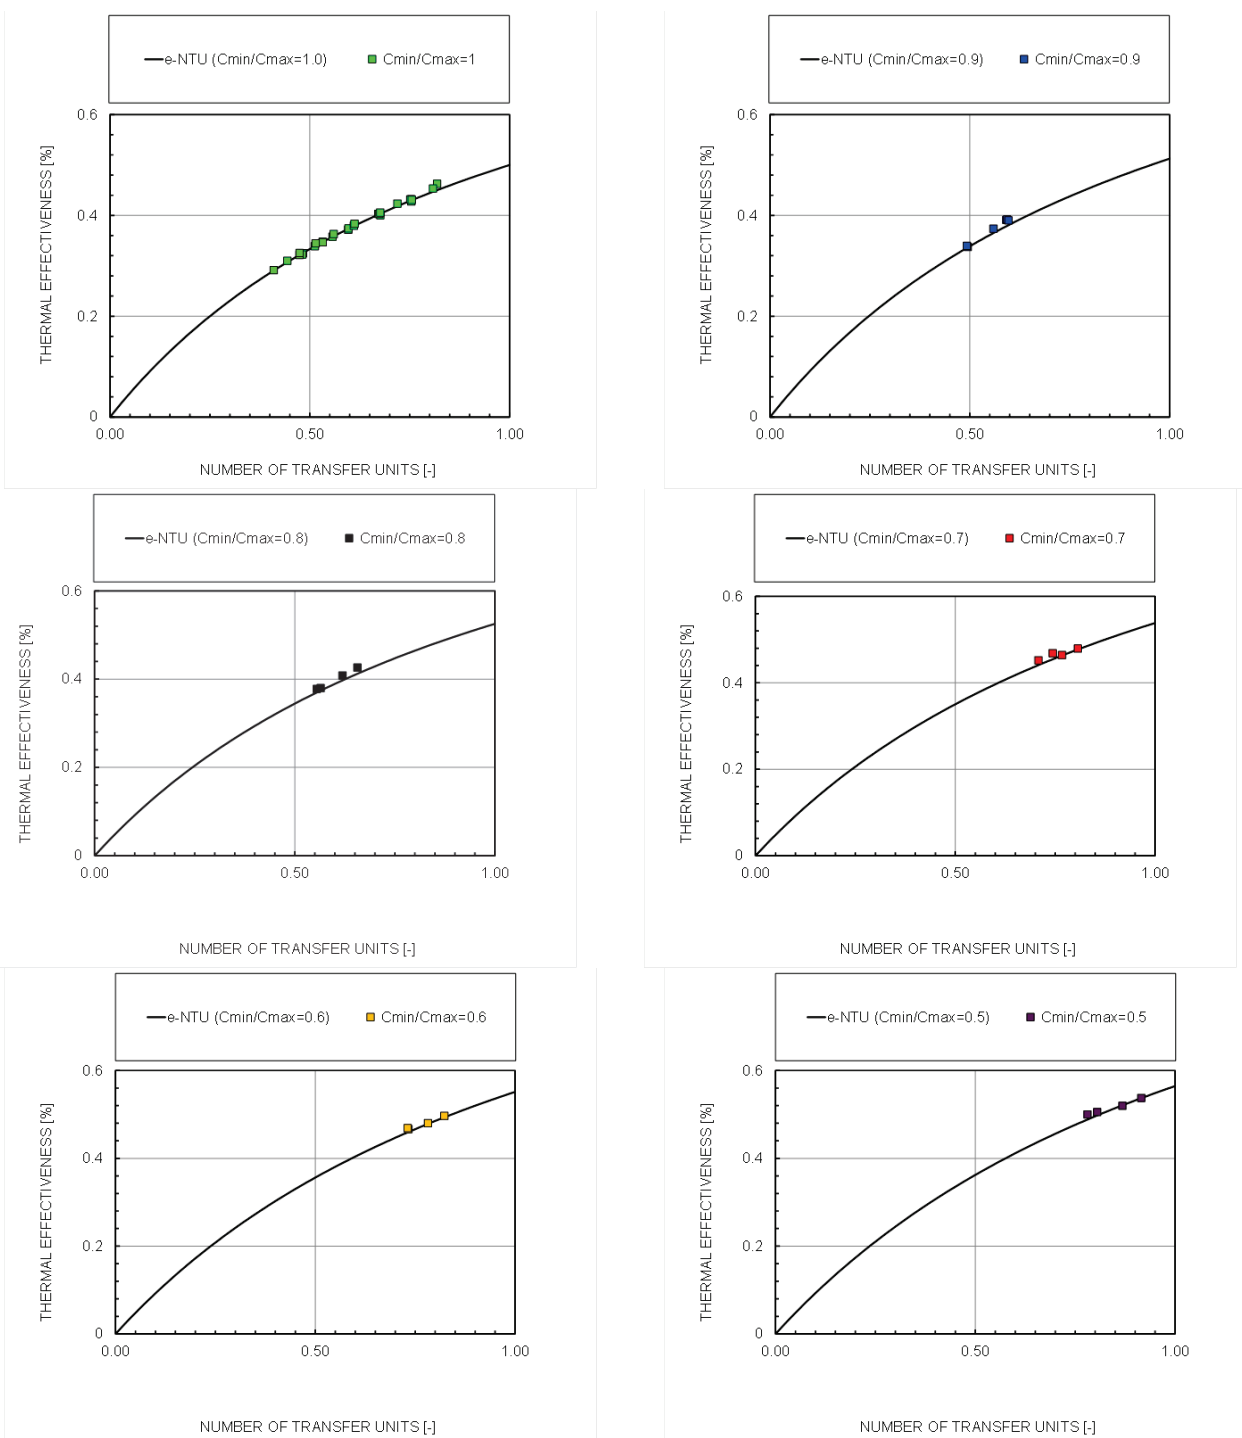 e-NTU (Cmin/Cmax=1.0) Cmin/Cmax=1
THERMAL EFFECTIVENESS [%]
0.6
0.4
0.2
0
0.00 0.50 1.00
NUMBER OF TRANSFER UNITS [-]
e-NTU (Cmin/Cmax=0.9) Cmin/Cmax=0.9
THERMAL EFFECTIVENESS [%]
0.6
0.4
0.2
0
0.00 0.50 1.00
NUMBER OF TRANSFER UNITS [-]
e-NTU (Cmin/Cmax=0.8) Cmin/Cmax=0.8
THERMAL EFFECTIVENESS [%]
0.6
0.4
0.2
0
0.00 0.50 1.00
NUMBER OF TRANSFER UNITS [-]
e-NTU (Cmin/Cmax=0.7) Cmin/Cmax=0.7
THERMAL EFFECTIVENESS [%]
0.6
0.4
0.2
0
0.00 0.50 1.00
NUMBER OF TRANSFER UNITS [-]
e-NTU (Cmin/Cmax=0.6) Cmin/Cmax=0.6
THERMAL EFFECTIVENESS [%]
0.6
0.4
0.2
0
0.00 0.50 1.00
NUMBER OF TRANSFER UNITS [-]
e-NTU (Cmin/Cmax=0.5) Cmin/Cmax=0.5
THERMAL EFFECTIVENESS [%]
0.6
0.4
0.2
0
0.00 0.50 1.00
NUMBER OF TRANSFER UNITS [-]